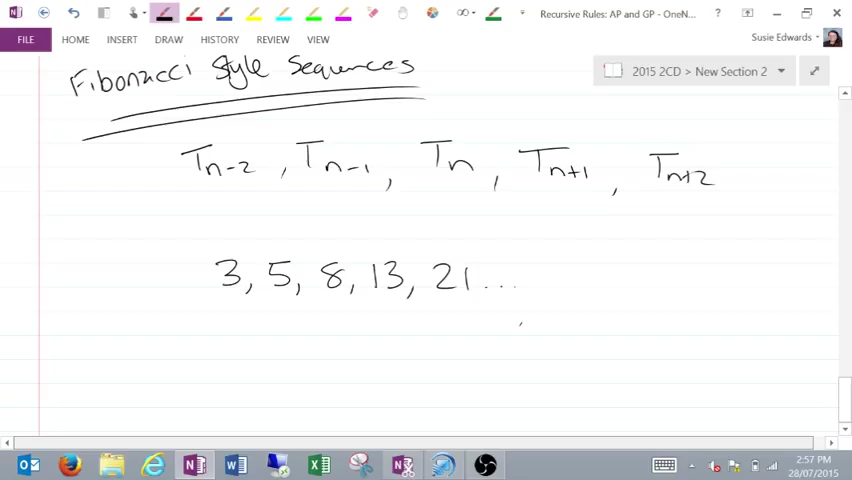 Recursive Rules: AP and GP - OneN...
Susie Edwards
FILE HOME INSERT DRAW HISTORY REVIEW VIEW
2015 2CD > New Section 2
Fibonacci Style Sequences
Tn-2, Tn-1, Tn, Tn+1, Tn+2
3, 5, 8, 13, 21...
2:57 PM
28/07/2015